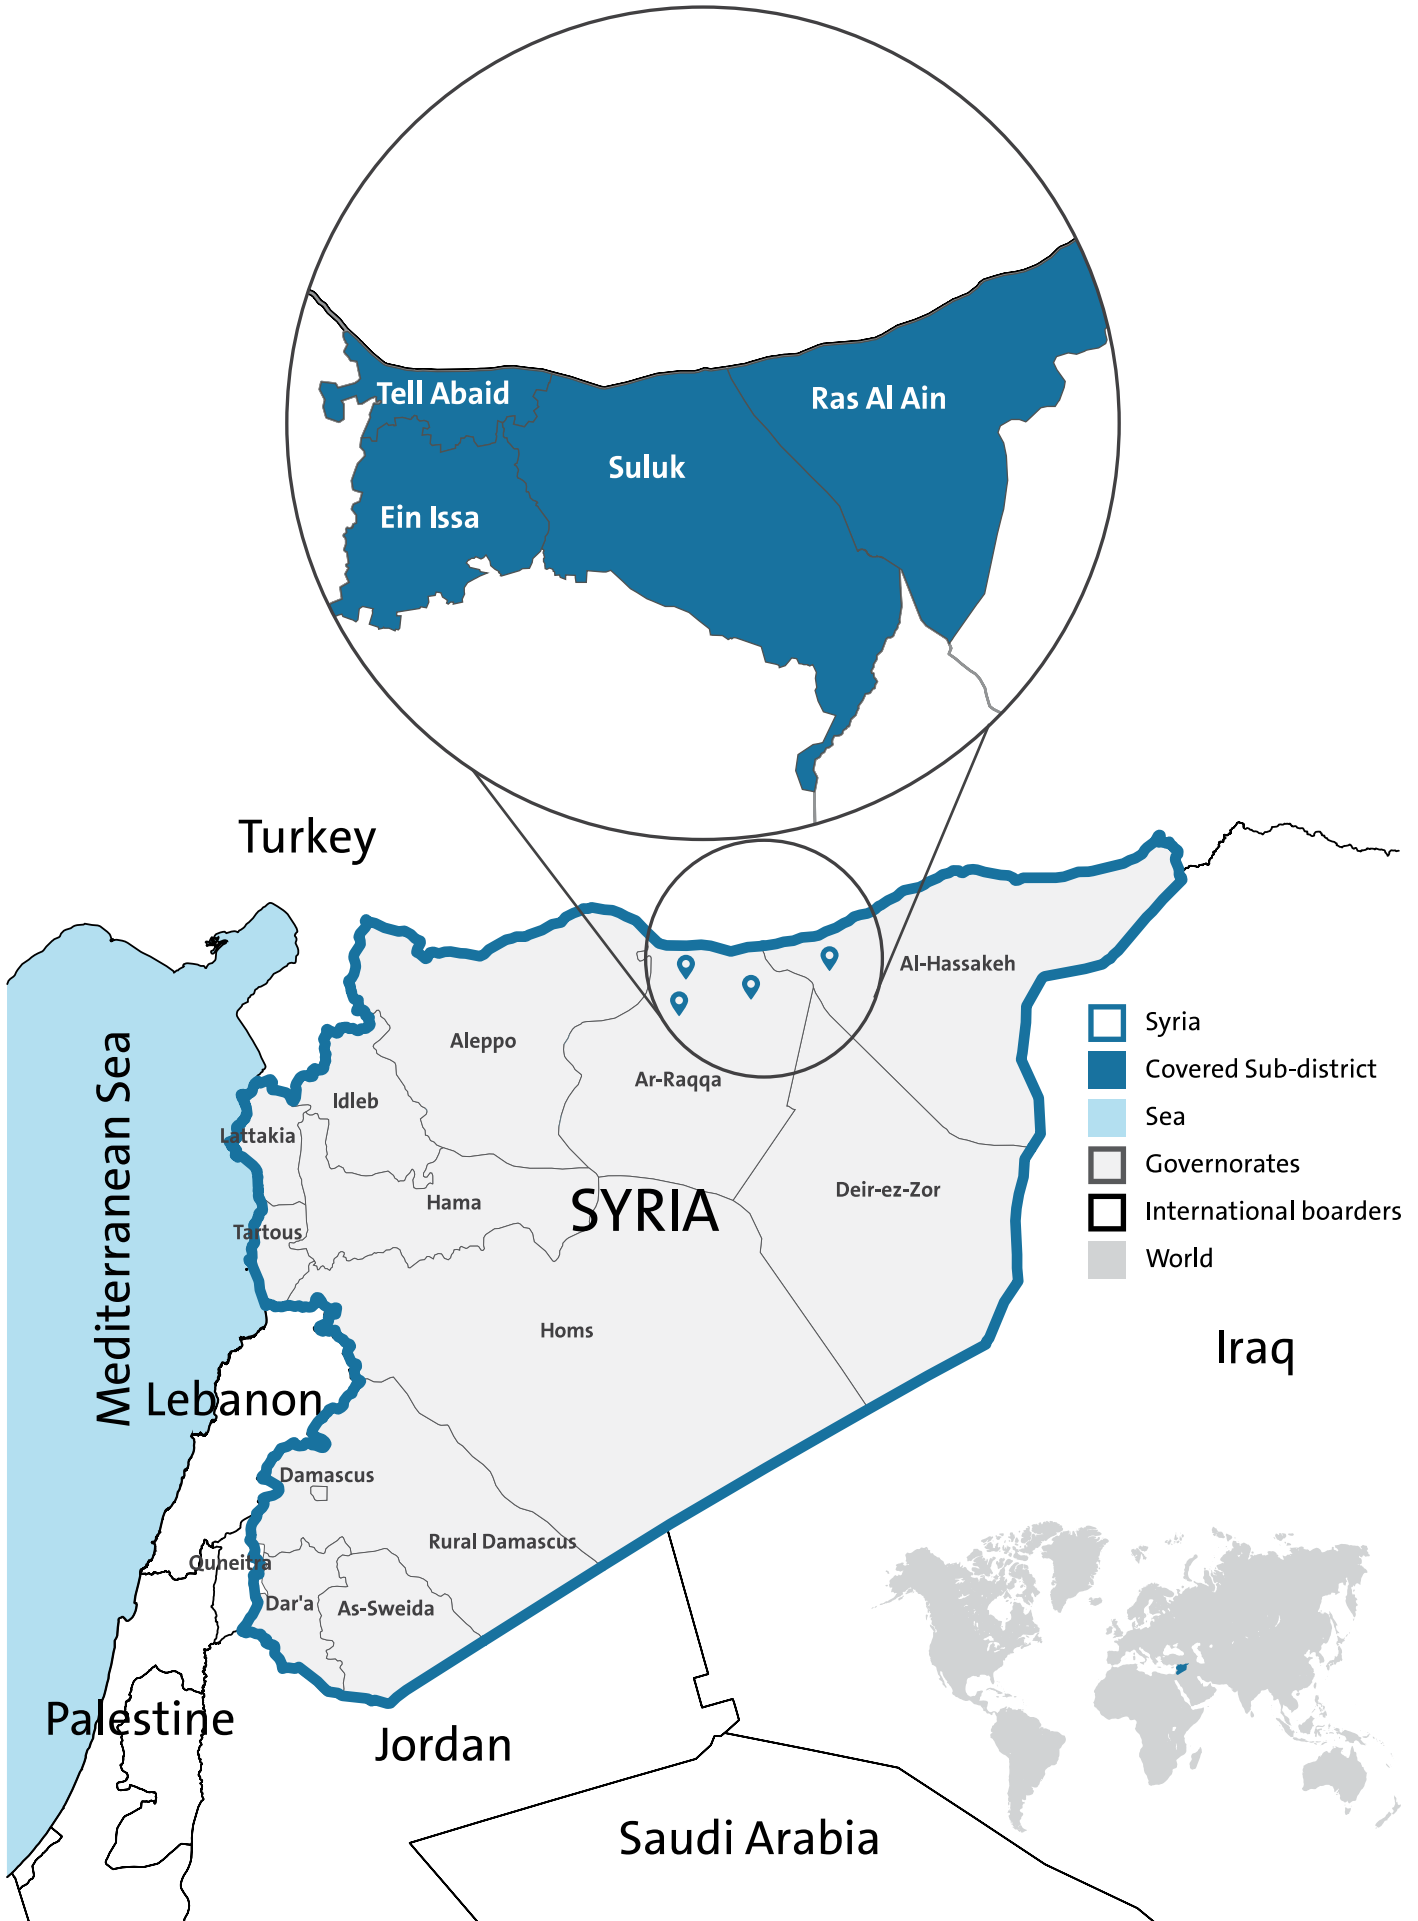 Tell Abaid
Ras Al Ain
Suluk
Ein Issa
Turkey
Al-Hassakeh
Syria
Aleppo
Covered Sub-district
Ar-Raqqa
Idleb
Sea
Lattakia
Governorates
Deir-ez-Zor
Hama
SYRIA
International boarders
Tartous
World
Mediterranean Sea
Homs
Iraq
Lebanon
Damascus
Rural Damascus
Quneitra
Dar'a
As-Sweida
Palestine
Jordan
Saudi Arabia